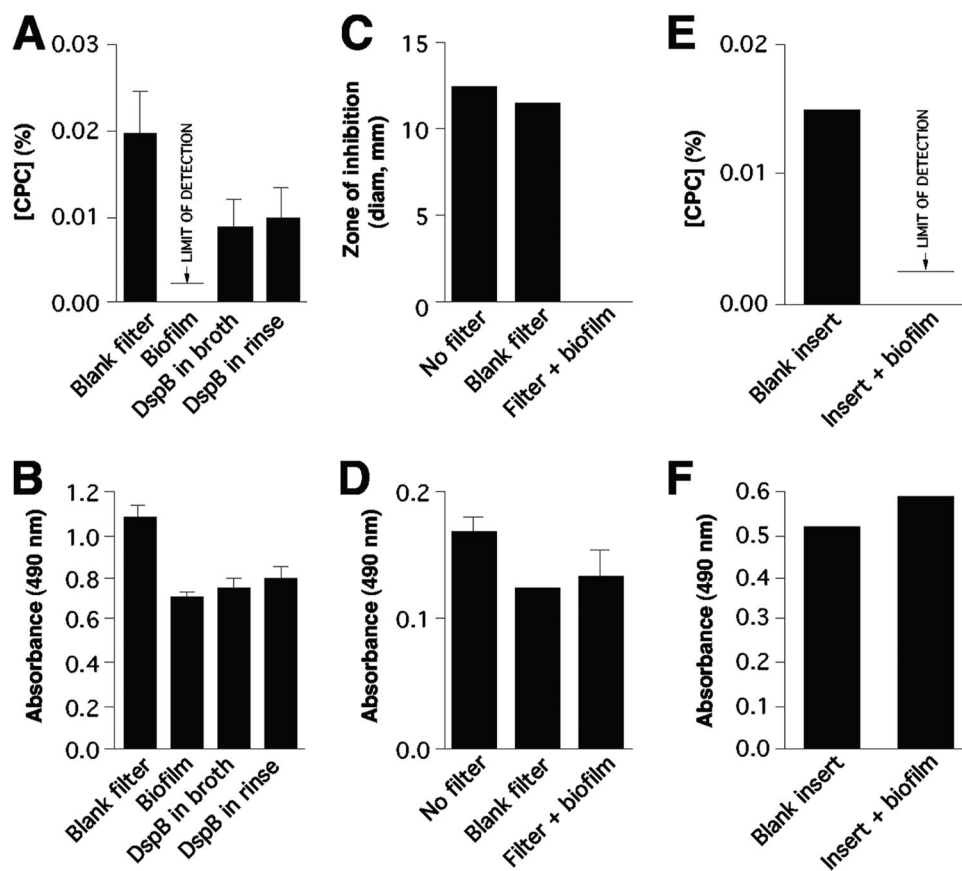 A
[CPC] (%)
0.03
0.02
0.01
0.00
LIMIT OF DETECTION
Blank filter
Biofilm
DspB in broth
DspB in rinse
C
Zone of inhibition
(diam, mm)
15
10
5
0
No filter
Blank filter
Filter + biofilm
E
[CPC] (%)
0.02
0.01
0.00
LIMIT OF DETECTION
Blank insert
Insert + biofilm
B
Absorbance (490 nm)
1.2
1.0
0.8
0.6
0.4
0.2
0.0
Blank filter
Biofilm
DspB in broth
DspB in rinse
D
Absorbance (490 nm)
0.2
0.1
0.0
No filter
Blank filter
Filter + biofilm
F
Absorbance (490 nm)
0.6
0.5
0.4
0.3
0.2
0.1
0.0
Blank insert
Insert + biofilm